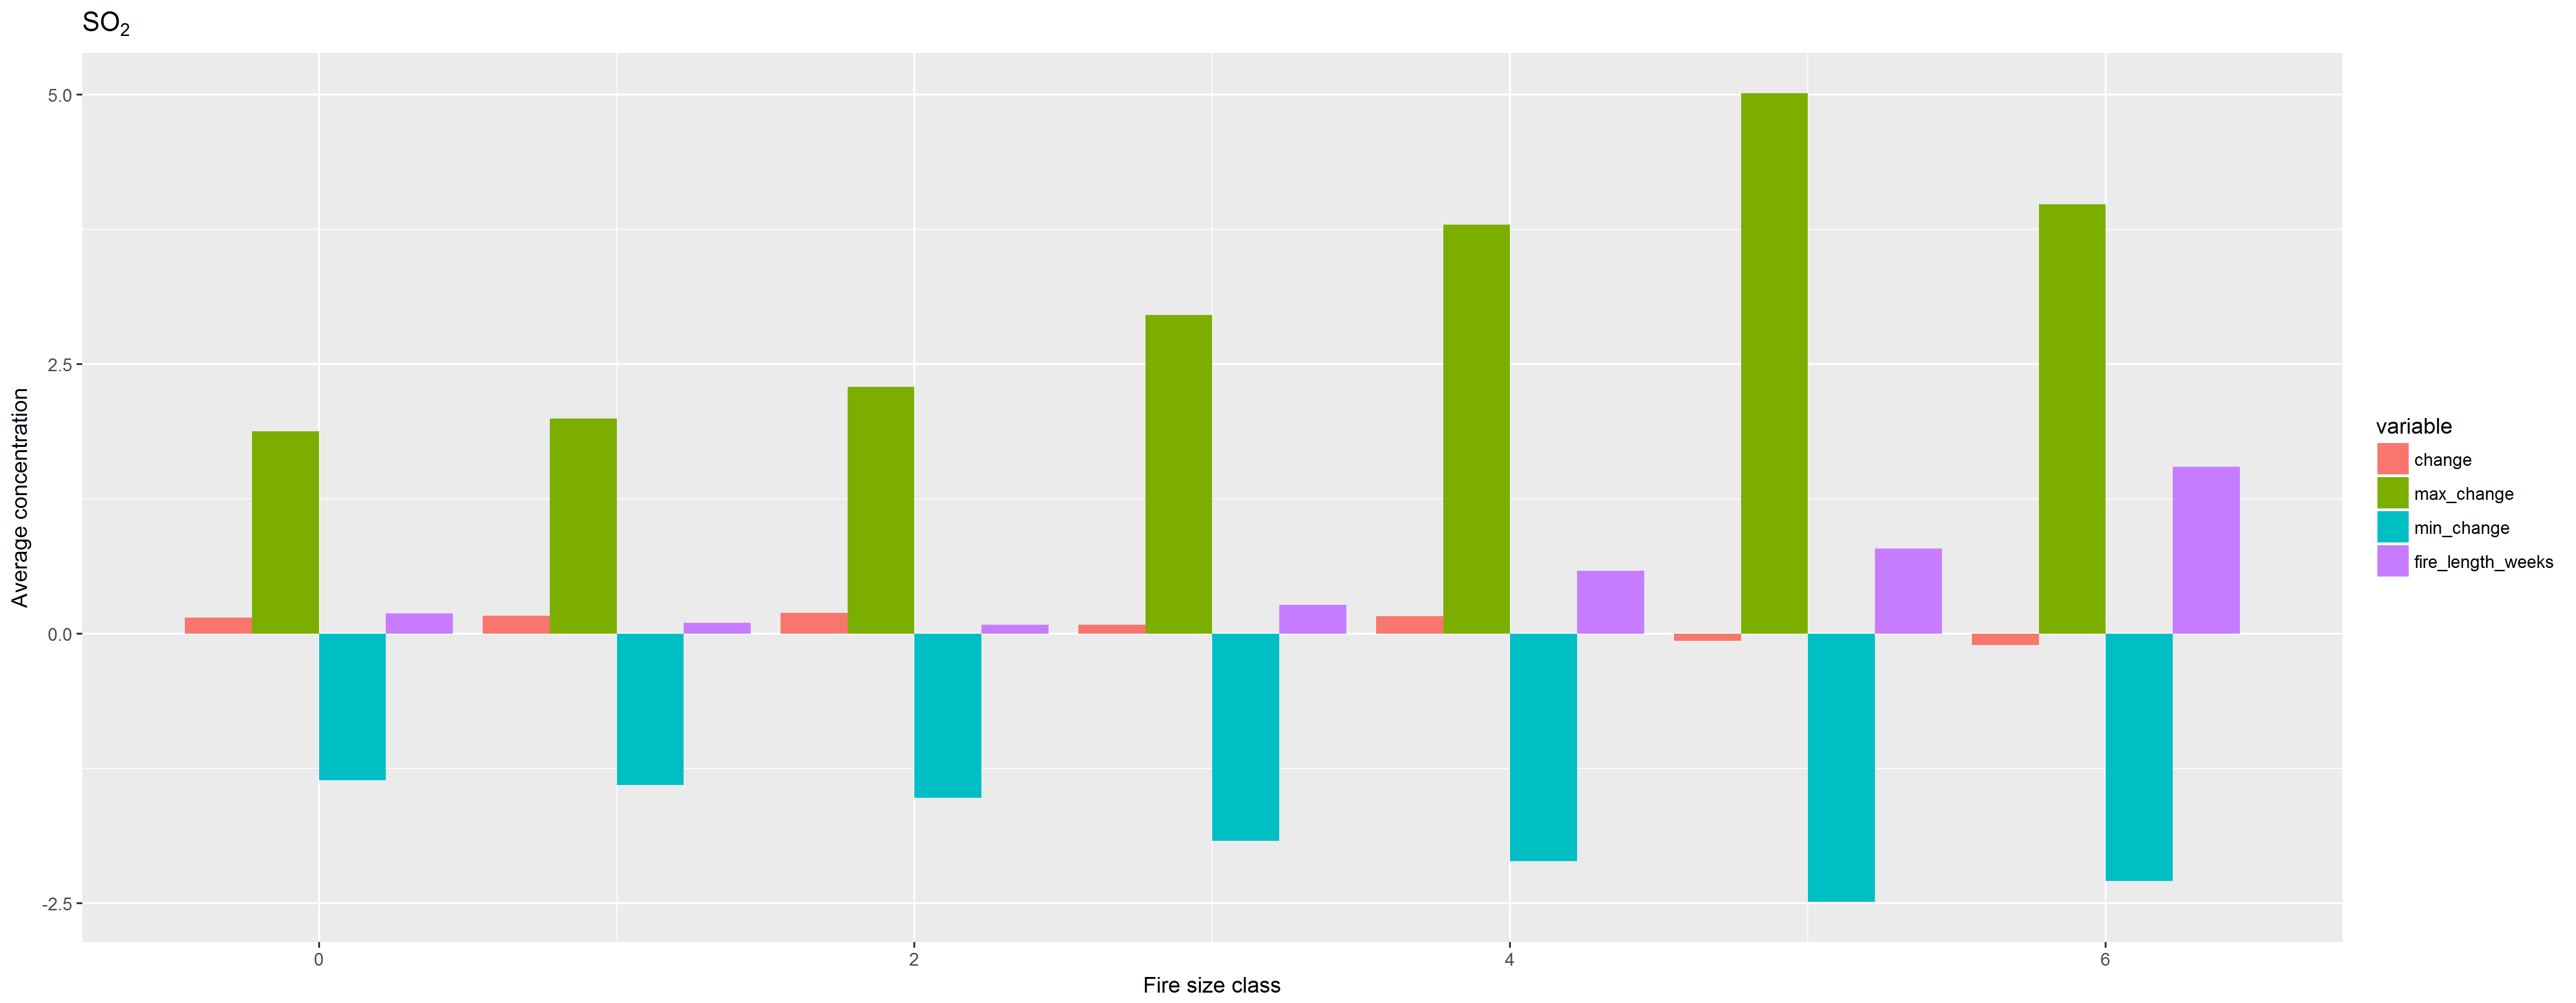 SO₂
5.0
2.5
0.0
-2.5
Average concentration
0
2
4
6
Fire size class
variable
change
max_change
min_change
fire_length_weeks